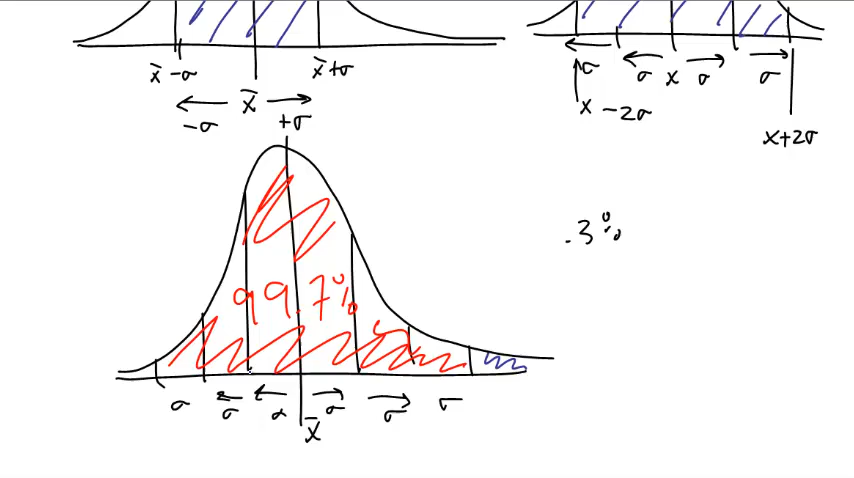 x̄-σ x̄ x̄+σ
-σ +σ
σ σ x σ σ
x-2σ x+2σ
.3%
99.7%
σ σ σ σ σ σ
x̄